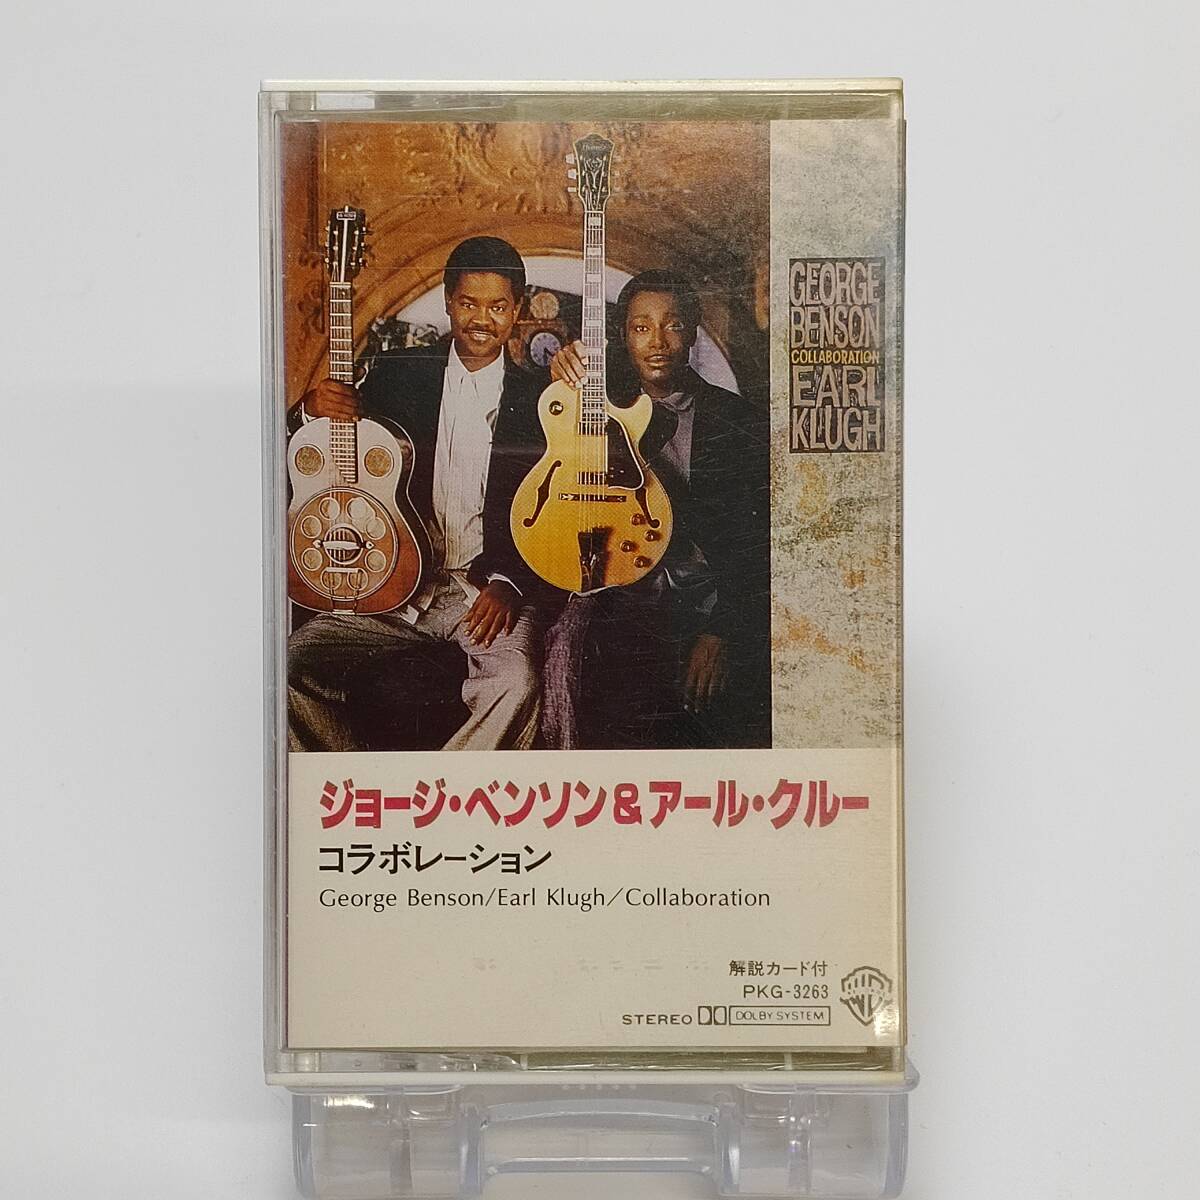 GEORGE
BENSON
COLLABORATION
EARL
KLUGH
ジョージ・ベンソン&アール・クルー
コラボレーション
George Benson/Earl Klugh/Collaboration
解説カード付
PKG-3263
STEREO DOLBY SYSTEM